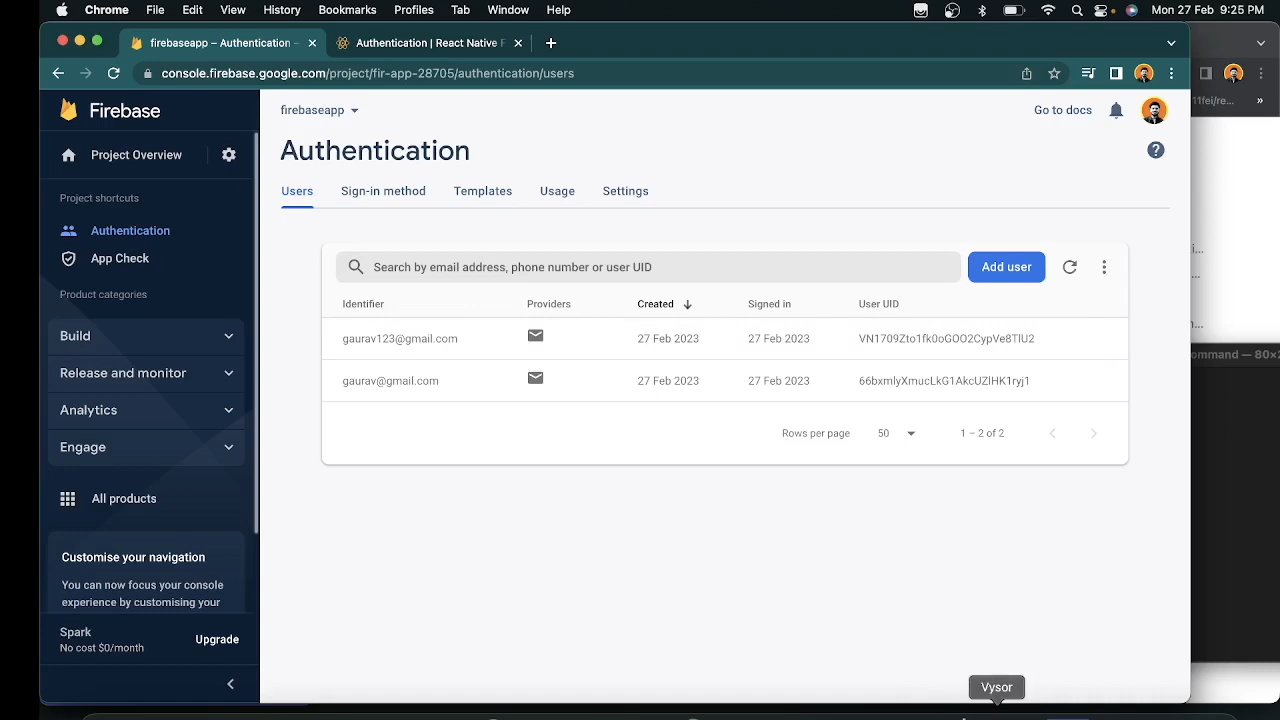 Chrome File Edit View History Bookmarks Profiles Tab Window Help Mon 27 Feb 9:25 PM
firebaseapp – Authentication – Authentication | React Native F
console.firebase.google.com/project/fir-app-28705/authentication/users
11fei/re...
Firebase
firebaseapp
Go to docs
Project Overview
Authentication
Users Sign-in method Templates Usage Settings
Project shortcuts
Authentication
App Check
Product categories
Build
Release and monitor
Analytics
Engage
All products
Customise your navigation
You can now focus your console
experience by customising your
Spark
No cost $0/month
Upgrade
Search by email address, phone number or user UID
Add user
Identifier Providers Created Signed in User UID
gaurav123@gmail.com 27 Feb 2023 27 Feb 2023 VN1709Zto1fk0oGOO2CypVe8TlU2
gaurav@gmail.com 27 Feb 2023 27 Feb 2023 66bxmlyXmucLkG1AkcUZlHK1ryj1
Rows per page 50 1 – 2 of 2
ommand — 80×2
Vysor